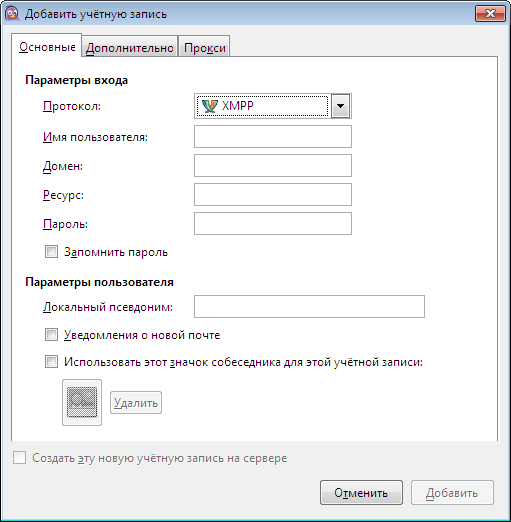 Добавить учётную запись
Основные Дополнительно Прокси
Параметры входа
Протокол: XMPP
Имя пользователя:
Домен:
Ресурс:
Пароль:
Запомнить пароль
Параметры пользователя
Локальный псевдоним:
Уведомления о новой почте
Использовать этот значок собеседника для этой учётной записи:
Удалить
Создать эту новую учётную запись на сервере
Отменить Добавить